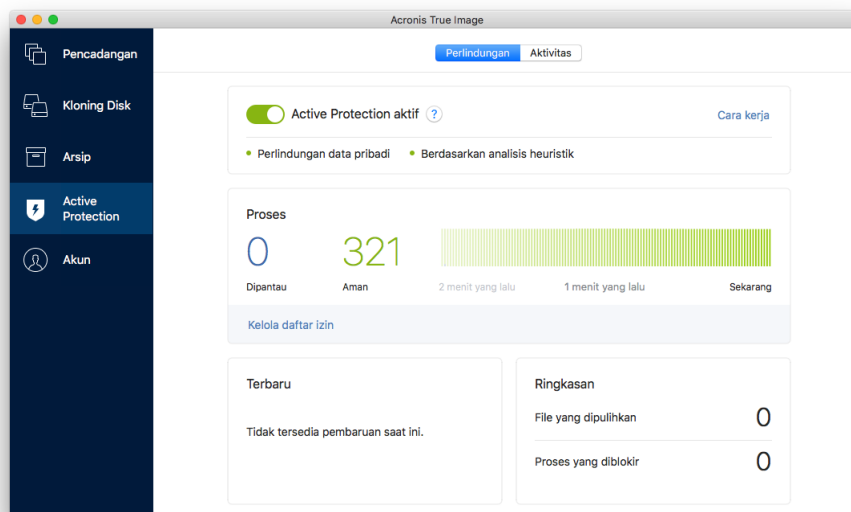 Acronis True Image
Pencadangan
Kloning Disk
Arsip
Active
Protection
Akun
Perlindungan Aktivitas
Active Protection aktif ? Cara kerja
Perlindungan data pribadi Berdasarkan analisis heuristik
Proses
0 321
Dipantau Aman 2 menit yang lalu 1 menit yang lalu Sekarang
Kelola daftar izin
Terbaru
Tidak tersedia pembaruan saat ini.
Ringkasan
File yang dipulihkan 0
Proses yang diblokir 0